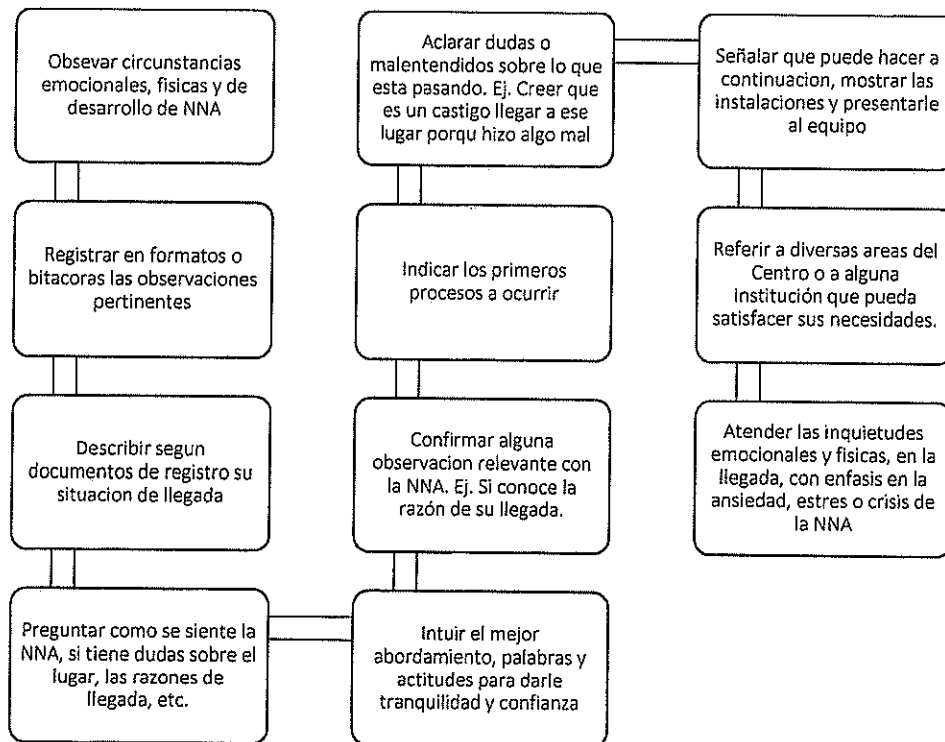 Obsevar circunstancias
emocionales, fisicas y de
desarrollo de NNA
Registrar en formatos o
bitacoras las observaciones
pertinentes
Describir segun
documentos de registro su
situacion de llegada
Preguntar como se siente la
NNA, si tiene dudas sobre el
lugar, las razones de
llegada, etc.
Intuir el mejor
abordamiento, palabras y
actitudes para darle
tranquilidad y confianza
Confirmar alguna
observacion relevante con
la NNA. Ej. Si conoce la
razón de su llegada.
Indicar los primeros
procesos a ocurrir
Aclarar dudas o
malentendidos sobre lo que
esta pasando. Ej. Creer que
es un castigo llegar a ese
lugar porqu hizo algo mal
Señalar que puede hacer a
continuacion, mostrar las
instalaciones y presentarle
al equipo
Referir a diversas areas del
Centro o a alguna
institución que pueda
satisfacer sus necesidades.
Atender las inquietudes
emocionales y fisicas, en la
llegada, con enfasis en la
ansiedad, estres o crisis de
la NNA